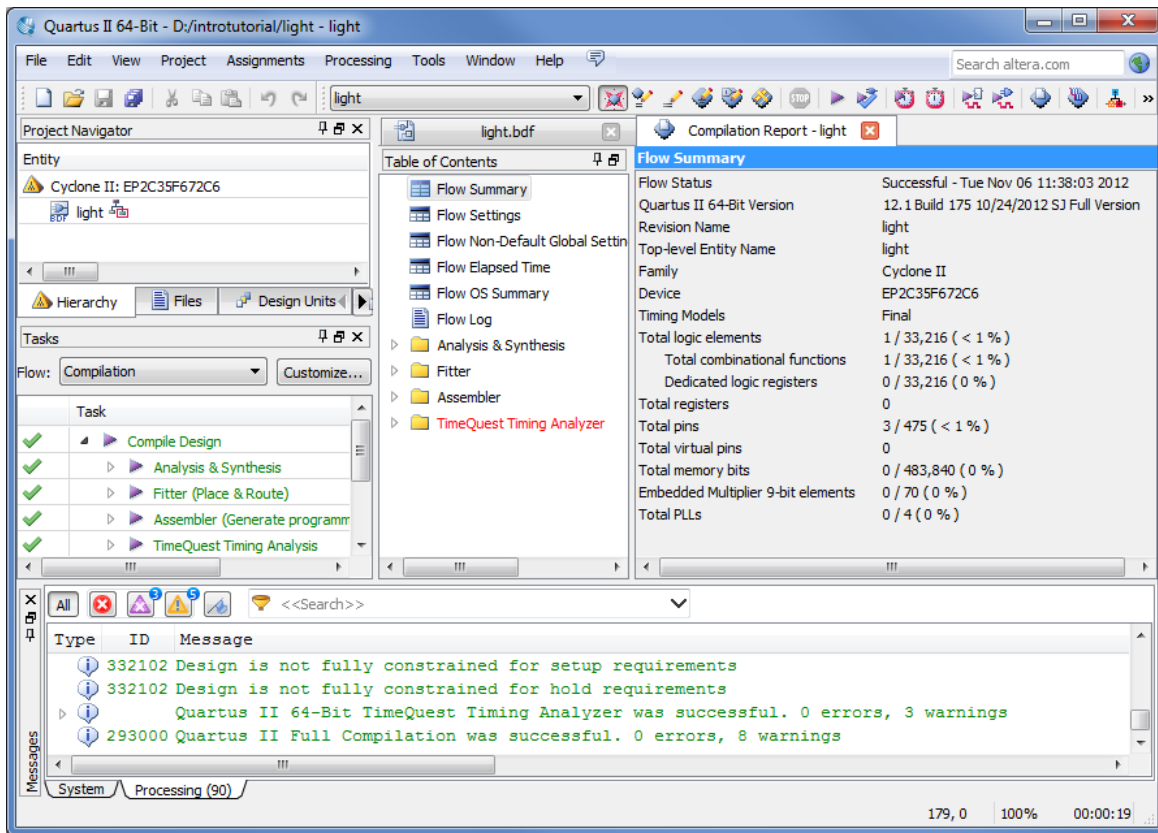 Quartus II 64-Bit - D:/introtutorial/light - light
File Edit View Project Assignments Processing Tools Window Help
Search altera.com
light
STOP
»
Project Navigator
Entity
Cyclone II: EP2C35F672C6
BDF light
Hierarchy Files Design Units
Tasks
Flow: Compilation Customize...
Task
Compile Design
Analysis & Synthesis
Fitter (Place & Route)
Assembler (Generate programm
TimeQuest Timing Analysis
light.bdf
Table of Contents
Flow Summary
Flow Settings
Flow Non-Default Global Settin
Flow Elapsed Time
Flow OS Summary
Flow Log
Analysis & Synthesis
Fitter
Assembler
TimeQuest Timing Analyzer
Compilation Report - light
Flow Summary
Flow Status Successful - Tue Nov 06 11:38:03 2012
Quartus II 64-Bit Version 12.1 Build 175 10/24/2012 SJ Full Version
Revision Name light
Top-level Entity Name light
Family Cyclone II
Device EP2C35F672C6
Timing Models Final
Total logic elements 1 / 33,216 ( < 1 % )
Total combinational functions 1 / 33,216 ( < 1 % )
Dedicated logic registers 0 / 33,216 ( 0 % )
Total registers 0
Total pins 3 / 475 ( < 1 % )
Total virtual pins 0
Total memory bits 0 / 483,840 ( 0 % )
Embedded Multiplier 9-bit elements 0 / 70 ( 0 % )
Total PLLs 0 / 4 ( 0 % )
All 3 5 <<Search>>
Type ID Message
332102 Design is not fully constrained for setup requirements
332102 Design is not fully constrained for hold requirements
Quartus II 64-Bit TimeQuest Timing Analyzer was successful. 0 errors, 3 warnings
293000 Quartus II Full Compilation was successful. 0 errors, 8 warnings
Messages
System Processing (90)
179, 0 100% 00:00:19